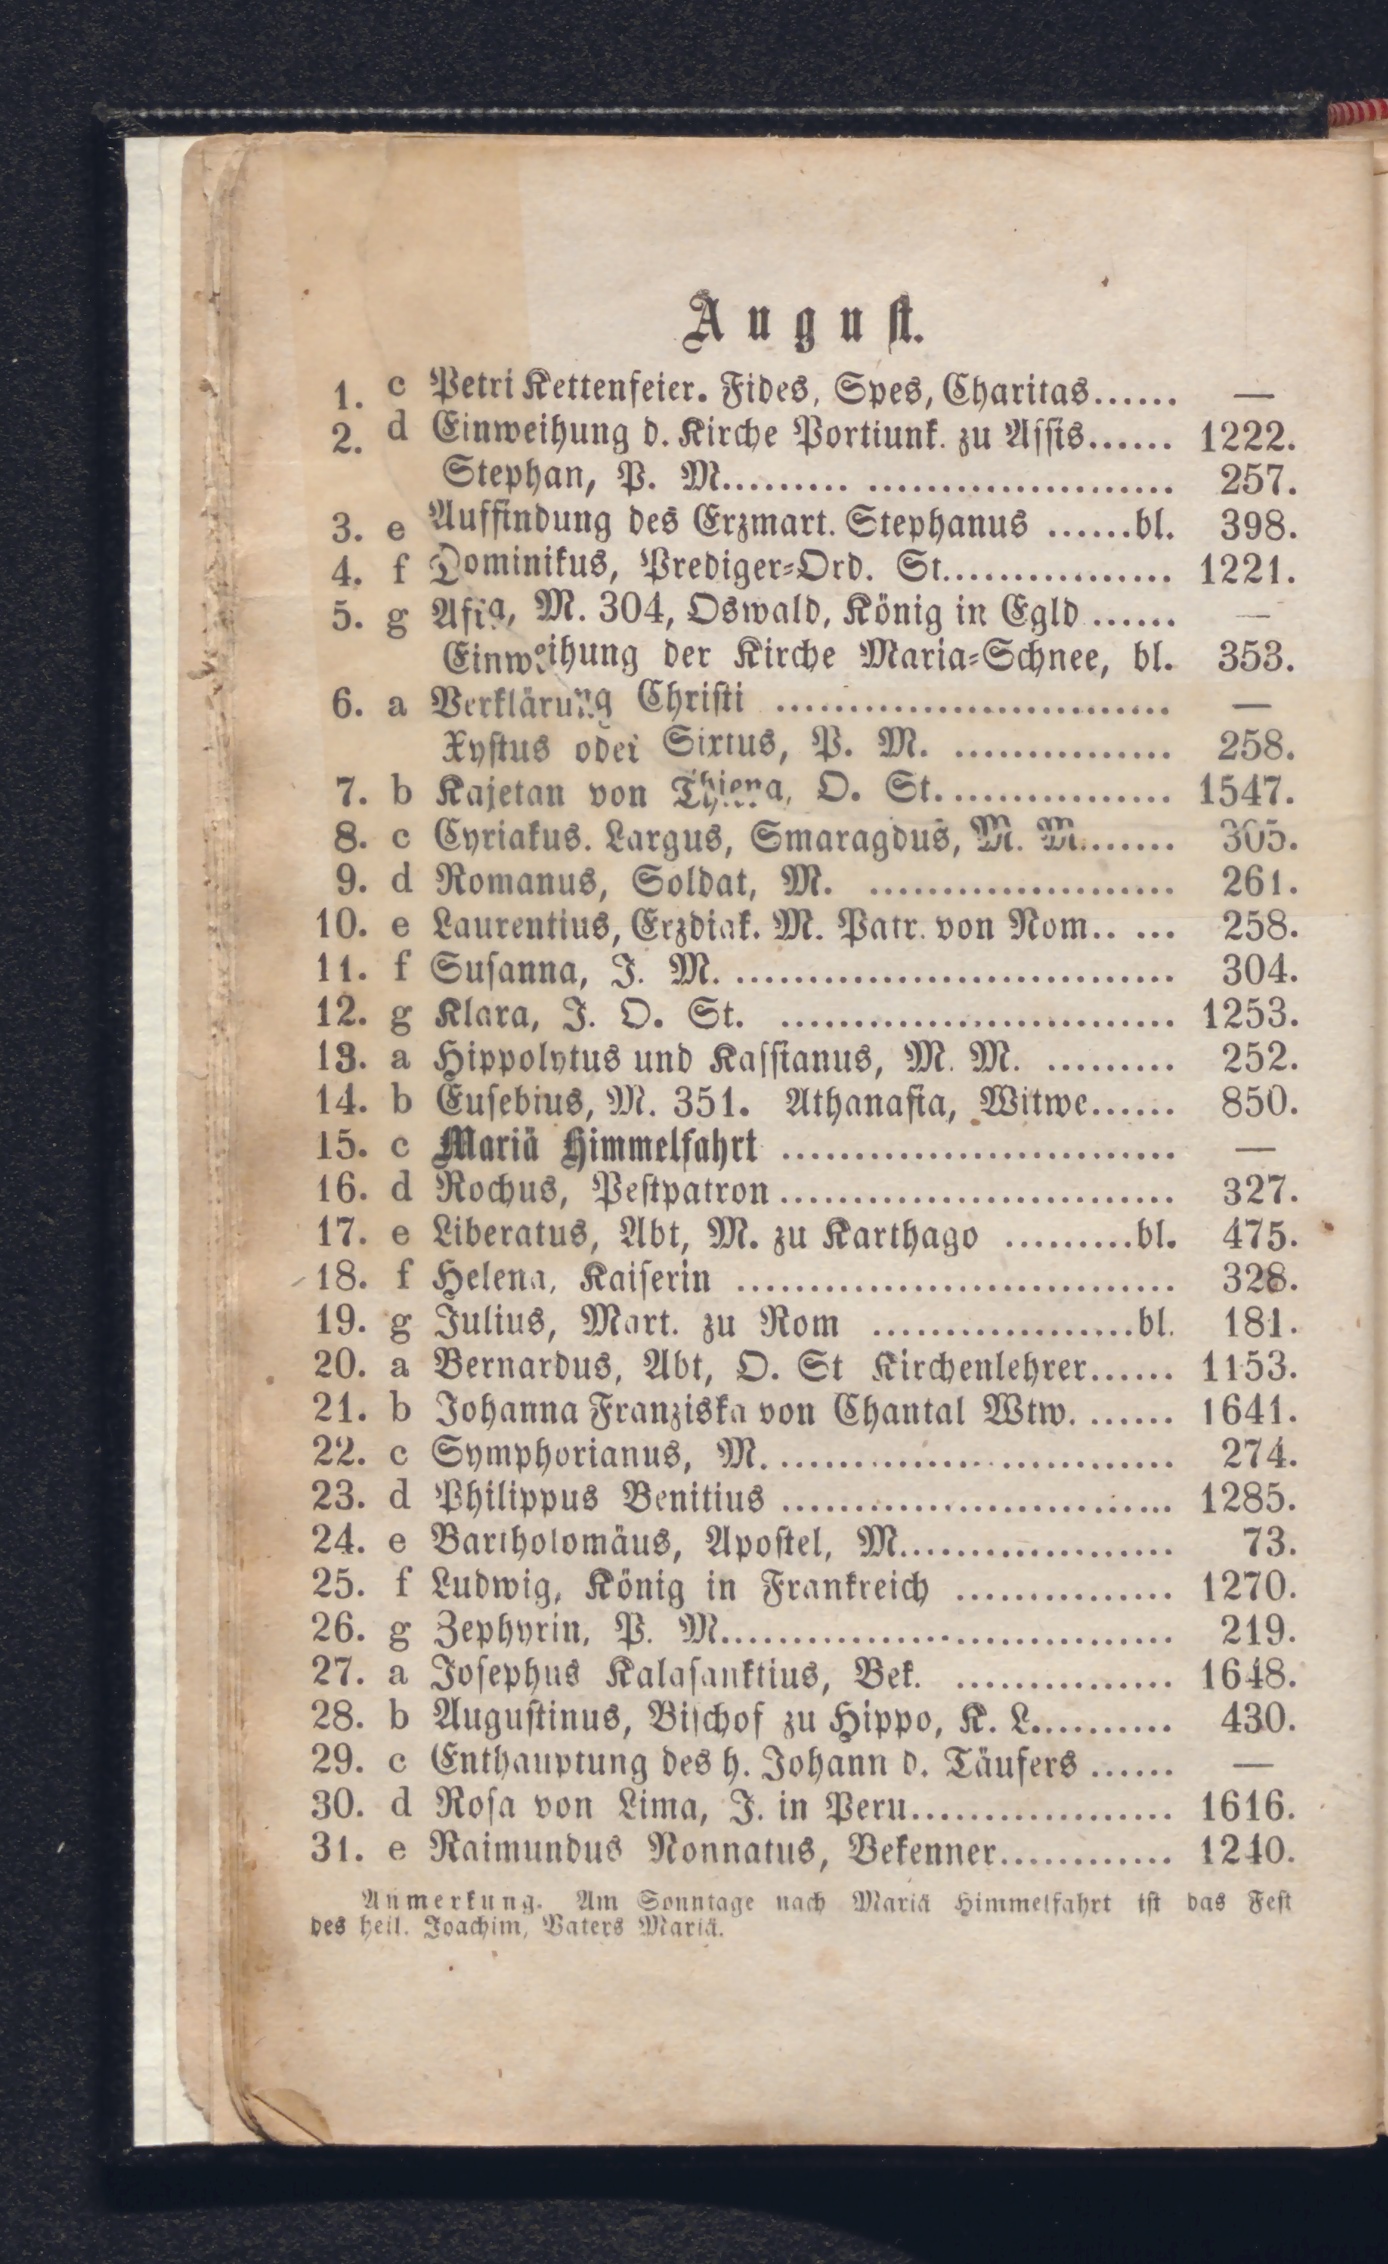 August.
1. c Petri Kettenfeier. Fides, Spes, Charitas...... —
2. d Einweihung d. Kirche Portiunk. zu Assis...... 1222.
Stephan, P. M......... ..................... 257.
3. e Auffindung des Erzmart. Stephanus ......bl. 398.
4. f Dominikus, Prediger=Ord. St................ 1221.
5. g Afra, M. 304, Oswald, König in Egld ...... —
Einweihung der Kirche Maria=Schnee, bl. 353.
6. a Verklärung Christi ........................... —
Xystus oder Sixtus, P. M. ............... 258.
7. b Kajetan von Thiena, O. St. ................ 1547.
8. c Cyriakus. Largus, Smaragdus, M. M....... 305.
9. d Romanus, Soldat, M. ..................... 261.
10. e Laurentius, Erzdiak. M. Patr. von Rom.. ... 258.
11. f Susanna, J. M. .............................. 304.
12. g Klara, J. O. St. ........................... 1253.
13. a Hippolytus und Kassianus, M. M. ......... 252.
14. b Eusebius, M. 351. Athanasia, Witwe...... 850.
15. c Mariä Himmelfahrt ........................... —
16. d Rochus, Pestpatron........................... 327.
17. e Liberatus, Abt, M. zu Karthago .........bl. 475.
18. f Helena, Kaiserin .............................. 328.
19. g Julius, Mart. zu Rom ..................bl. 181.
20. a Bernardus, Abt, O. St Kirchenlehrer...... 1153.
21. b Johanna Franziska von Chantal Wtw. ...... 1641.
22. c Symphorianus, M. ........................... 274.
23. d Philippus Benitius ........................... 1285.
24. e Bartholomäus, Apostel, M................... 73.
25. f Ludwig, König in Frankreich ............... 1270.
26. g Zephyrin, P. M............................... 219.
27. a Josephus Kalasanktius, Bek. ............... 1648.
28. b Augustinus, Bischof zu Hippo, K. L.......... 430.
29. c Enthauptung des h. Johann d. Täufers ...... —
30. d Rosa von Lima, J. in Peru.................. 1616.
31. e Raimundus Nonnatus, Bekenner............ 1240.
Anmerkung. Am Sonntage nach Mariä Himmelfahrt ist das Fest
des heil. Joachim, Vaters Mariä.